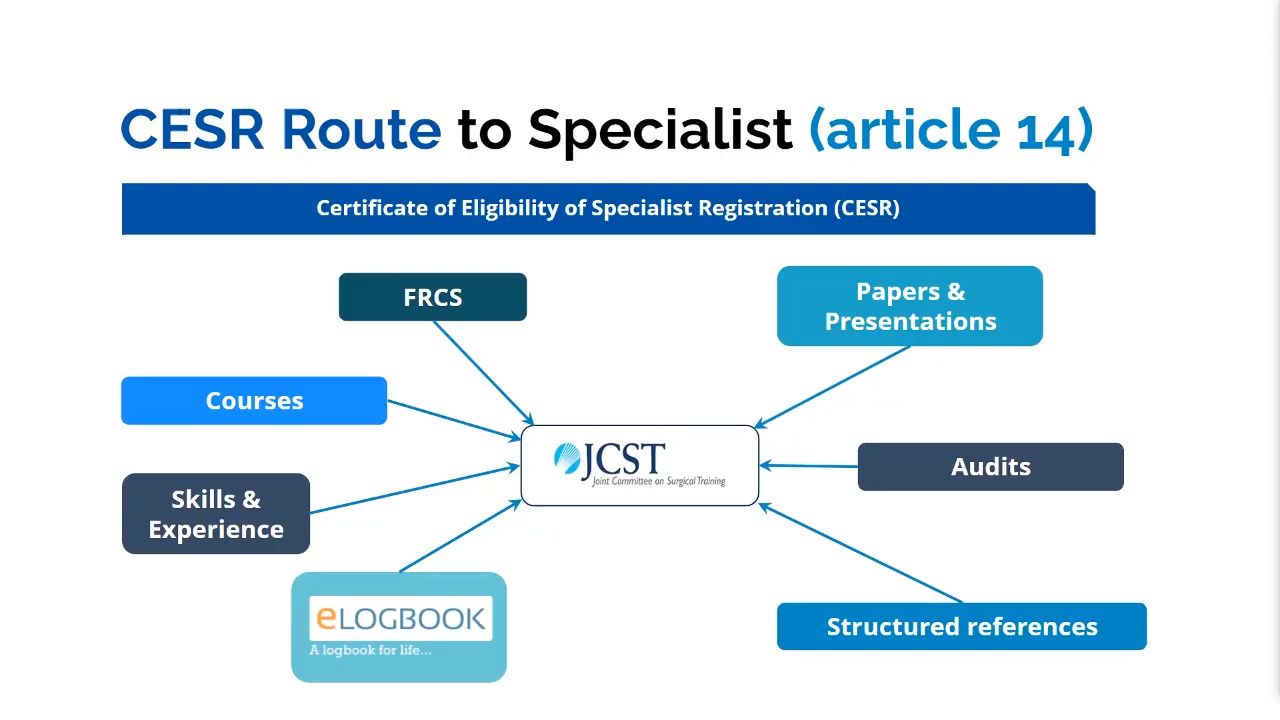 CESR Route to Specialist (article 14)
Certificate of Eligibility of Specialist Registration (CESR)
FRCS
Papers &
Presentations
Courses
JCST
Joint Committee on Surgical Training
Audits
Skills &
Experience
eLOGBOOK
A logbook for life...
Structured references